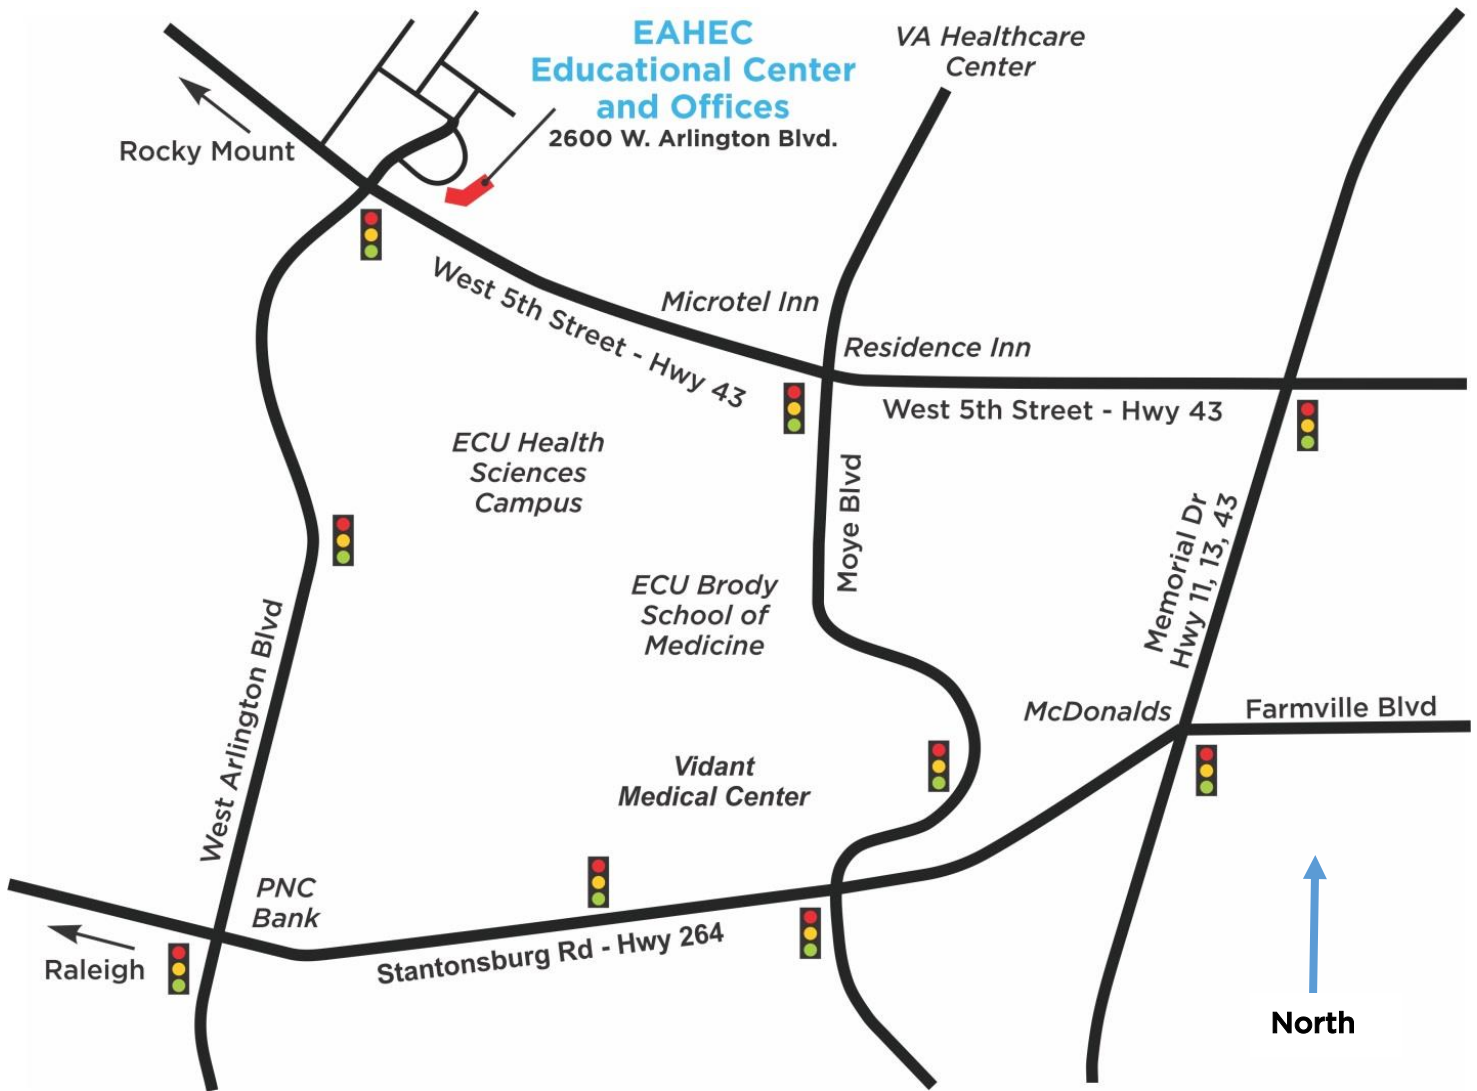 EAHEC
Educational Center
and Offices
2600 W. Arlington Blvd.
VA Healthcare
Center
Rocky Mount
West 5th Street - Hwy 43
Microtel Inn
Residence Inn
West 5th Street - Hwy 43
ECU Health
Sciences
Campus
Moye Blvd
Memorial Dr
Hwy 11, 13, 43
ECU Brody
School of
Medicine
West Arlington Blvd
McDonalds
Farmville Blvd
Vidant
Medical Center
PNC
Bank
Stantonsburg Rd - Hwy 264
Raleigh
North